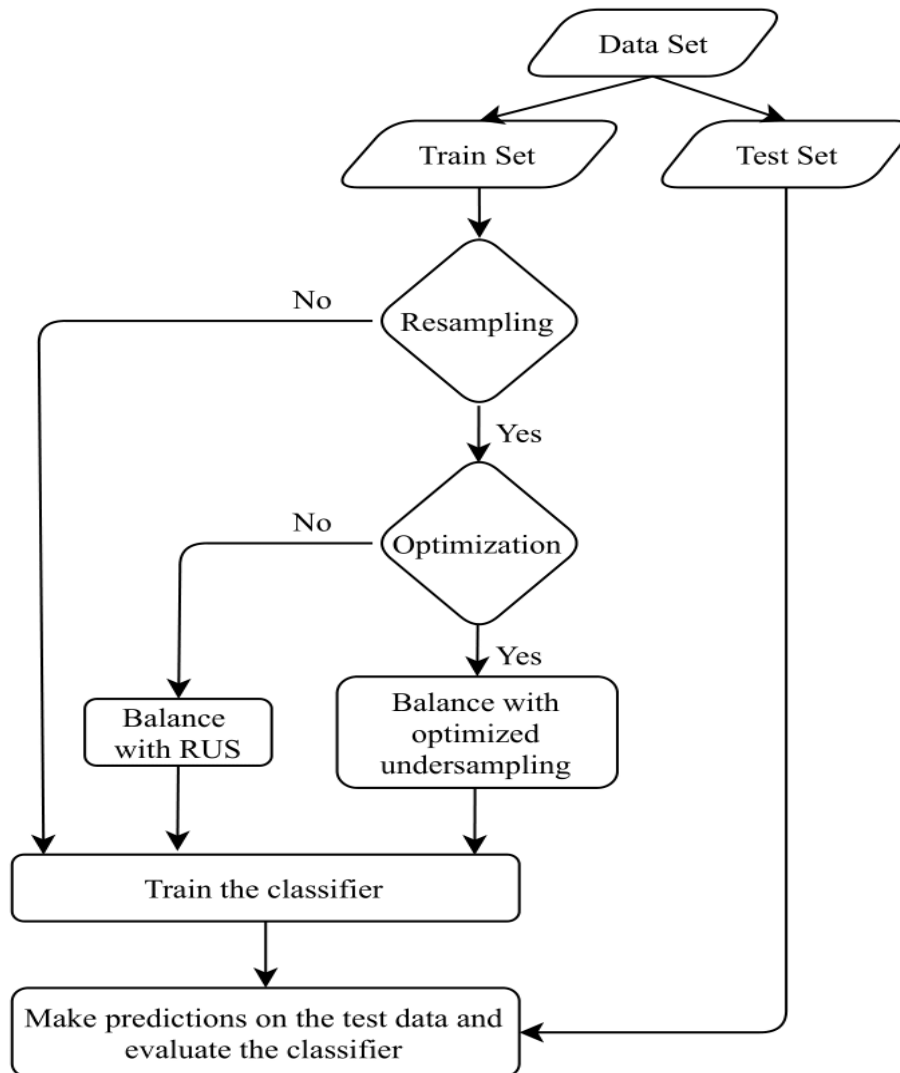 Data Set
Train Set
Test Set
No
Resampling
Yes
No
Optimization
Yes
Balance
with RUS
Balance with
optimized
undersampling
Train the classifier
Make predictions on the test data and
evaluate the classifier